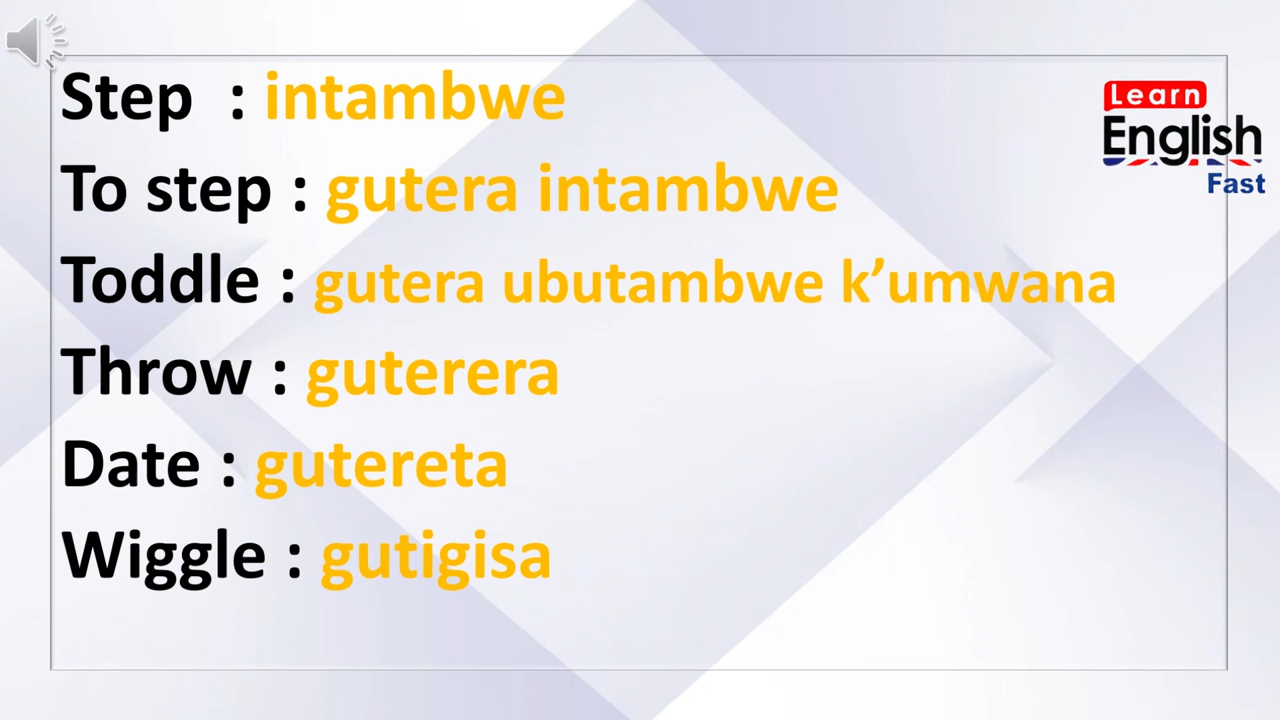 Step : intambwe
To step : gutera intambwe
Toddle : gutera ubutambwe k’umwana
Throw : guterera
Date : gutereta
Wiggle : gutigisa
Learn
English
Fast